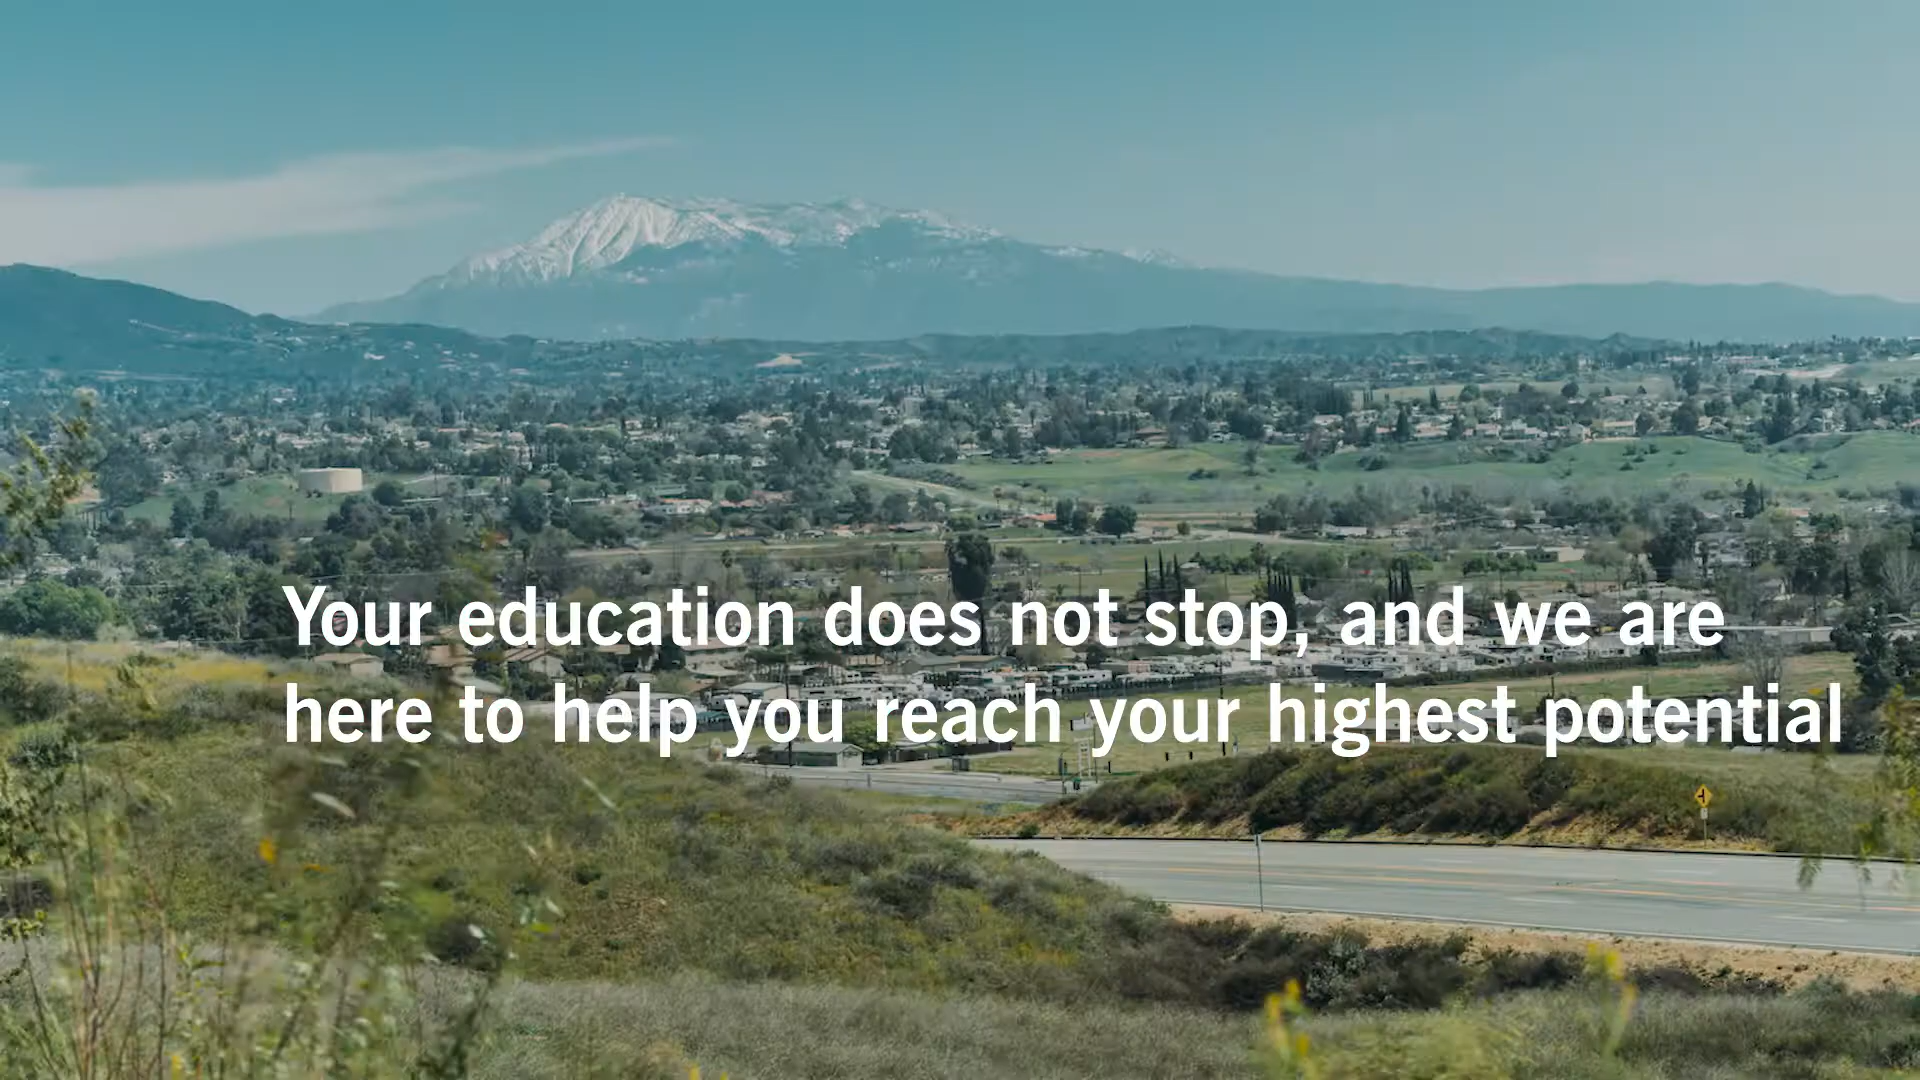 Your education does not stop, and we are
here to help you reach your highest potential